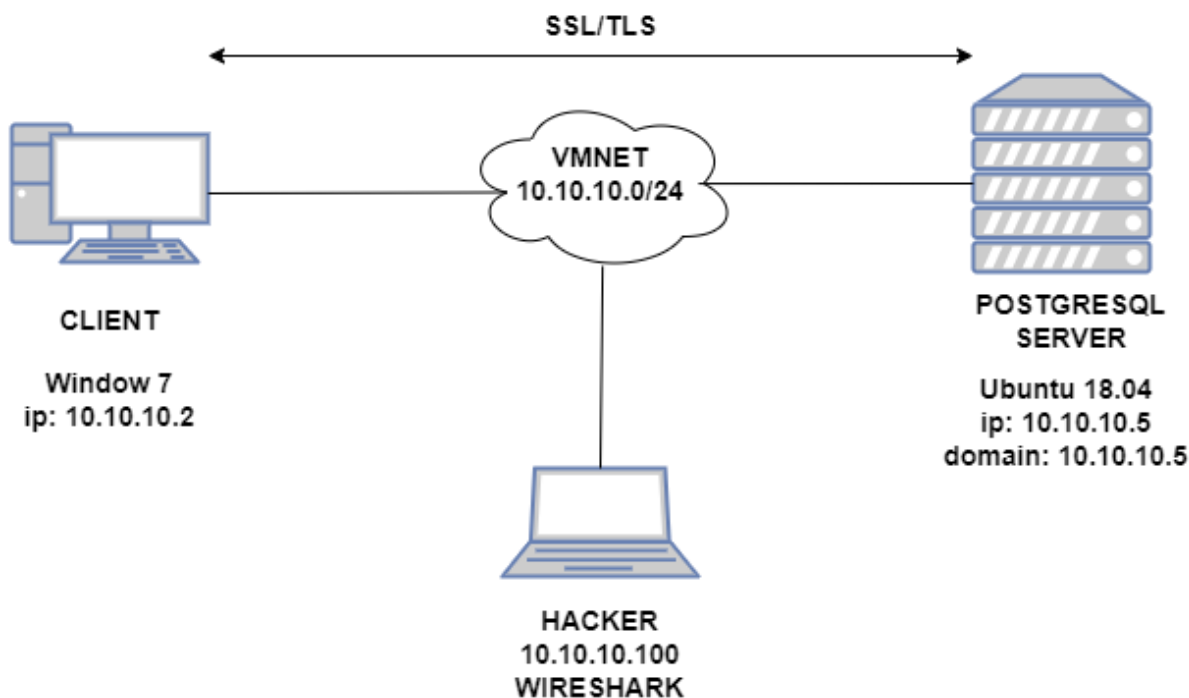 SSL/TLS
VMNET
10.10.10.0/24
CLIENT
Window 7
ip: 10.10.10.2
POSTGRESQL
SERVER
Ubuntu 18.04
ip: 10.10.10.5
domain: 10.10.10.5
HACKER
10.10.10.100
WIRESHARK